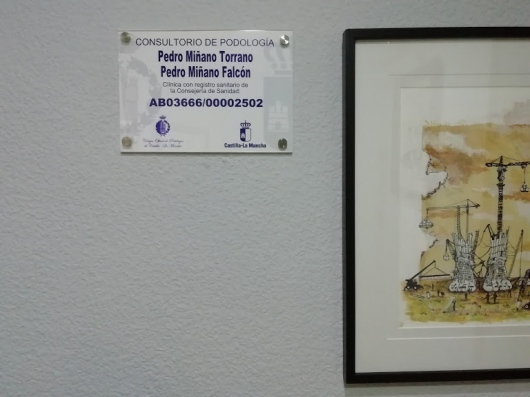 CONSULTORIO DE PODOLOGÍA
Pedro Miñano Torrano
Pedro Miñano Falcón
Clínica con registro sanitario de
la Consejería de Sanidad:
AB03666/00002502
Castilla-La Mancha